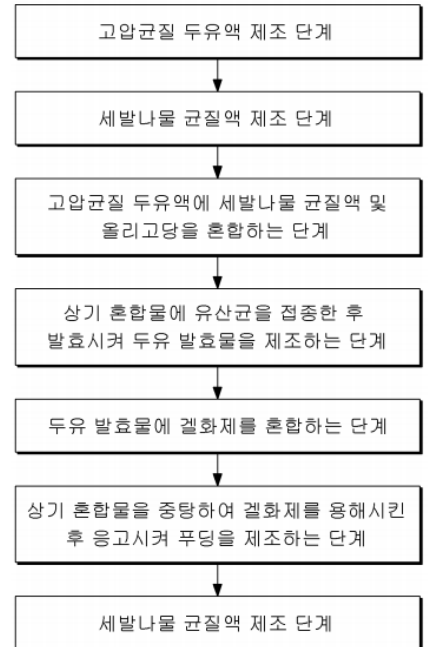 고압균질 두유액 제조 단계
세발나물 균질액 제조 단계
고압균질 두유액에 세발나물 균질액 및
올리고당을 혼합하는 단계
상기 혼합물에 유산균을 접종한 후
발효시켜 두유 발효물을 제조하는 단계
두유 발효물에 겔화제를 혼합하는 단계
상기 혼합물을 중탕하여 겔화제를 용해시킨
후 응고시켜 푸딩을 제조하는 단계
세발나물 균질액 제조 단계